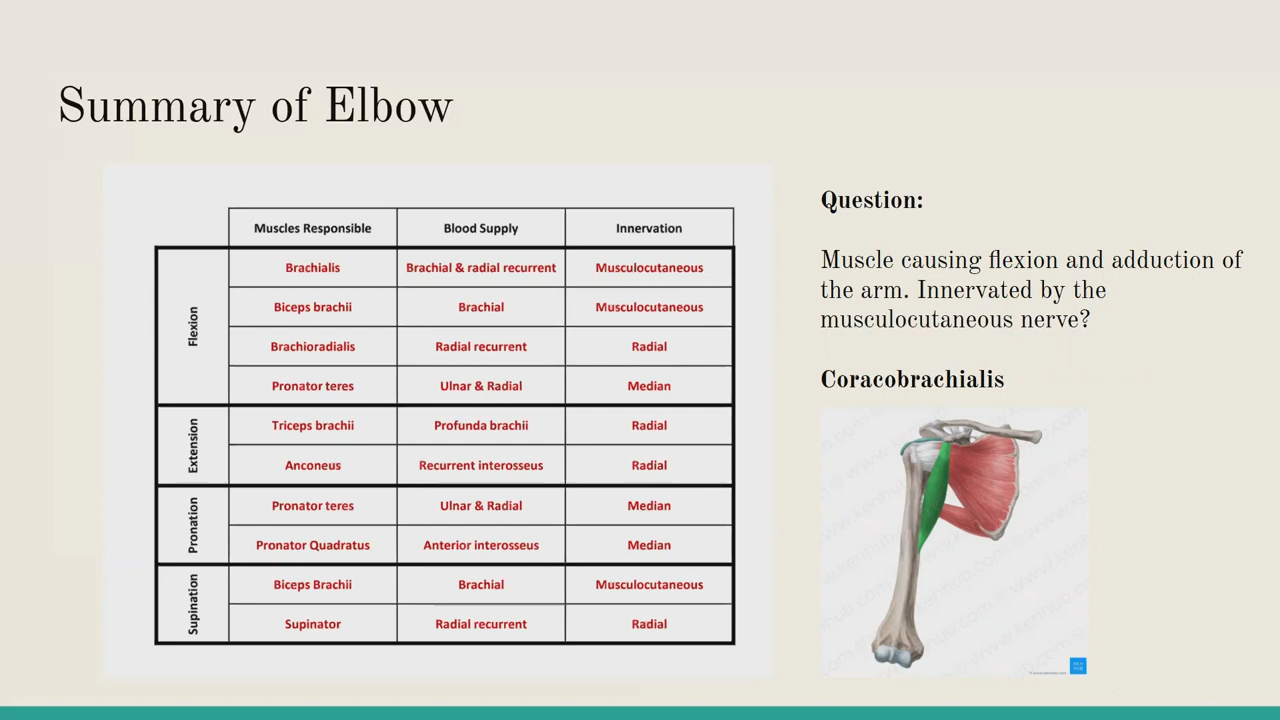 Summary of Elbow
Muscles Responsible Blood Supply Innervation
Flexion
Brachialis Brachial & radial recurrent Musculocutaneous
Biceps brachii Brachial Musculocutaneous
Brachioradialis Radial recurrent Radial
Pronator teres Ulnar & Radial Median
Extension
Triceps brachii Profunda brachii Radial
Anconeus Recurrent interosseus Radial
Pronation
Pronator teres Ulnar & Radial Median
Pronator Quadratus Anterior interosseus Median
Supination
Biceps Brachii Brachial Musculocutaneous
Supinator Radial recurrent Radial
Question:
Muscle causing flexion and adduction of
the arm. Innervated by the
musculocutaneous nerve?
Coracobrachialis